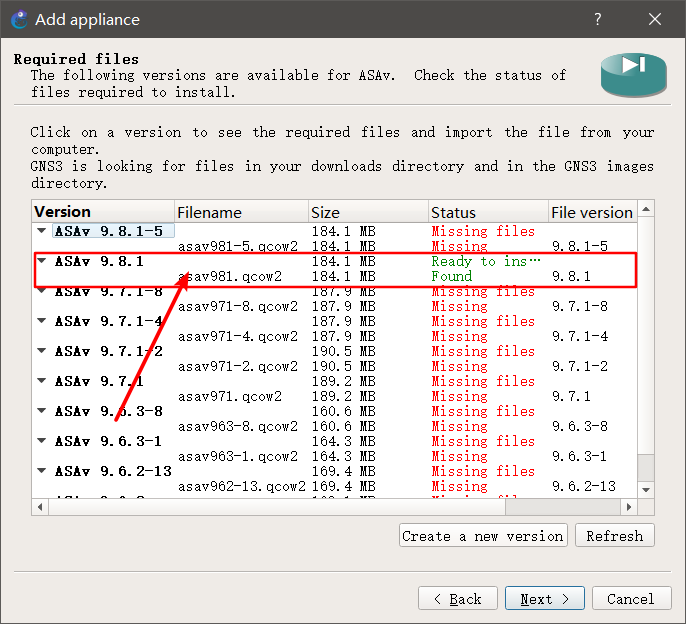 Add appliance
Required files
The following versions are available for ASAv. Check the status of
files required to install.
Click on a version to see the required files and import the file from your
computer.
GNS3 is looking for files in your downloads directory and in the GNS3 images
directory.
Version Filename Size Status File version
ASAv 9.8.1-5 184.1 MB Missing files
asav981-5.qcow2 184.1 MB Missing 9.8.1-5
ASAv 9.8.1 184.1 MB Ready to ins…
asav981.qcow2 184.1 MB Found 9.8.1
ASAv 9.7.1-8 187.9 MB Missing files
asav971-8.qcow2 187.9 MB Missing 9.7.1-8
ASAv 9.7.1-4 187.9 MB Missing files
asav971-4.qcow2 187.9 MB Missing 9.7.1-4
ASAv 9.7.1-2 190.5 MB Missing files
asav971-2.qcow2 190.5 MB Missing 9.7.1-2
ASAv 9.7.1 189.2 MB Missing files
asav971.qcow2 189.2 MB Missing 9.7.1
ASAv 9.6.3-8 160.6 MB Missing files
asav963-8.qcow2 160.6 MB Missing 9.6.3-8
ASAv 9.6.3-1 164.3 MB Missing files
asav963-1.qcow2 164.3 MB Missing 9.6.3-1
ASAv 9.6.2-13 169.4 MB Missing files
asav962-13.qcow2 169.4 MB Missing 9.6.2-13
Create a new version Refresh
< Back Next > Cancel